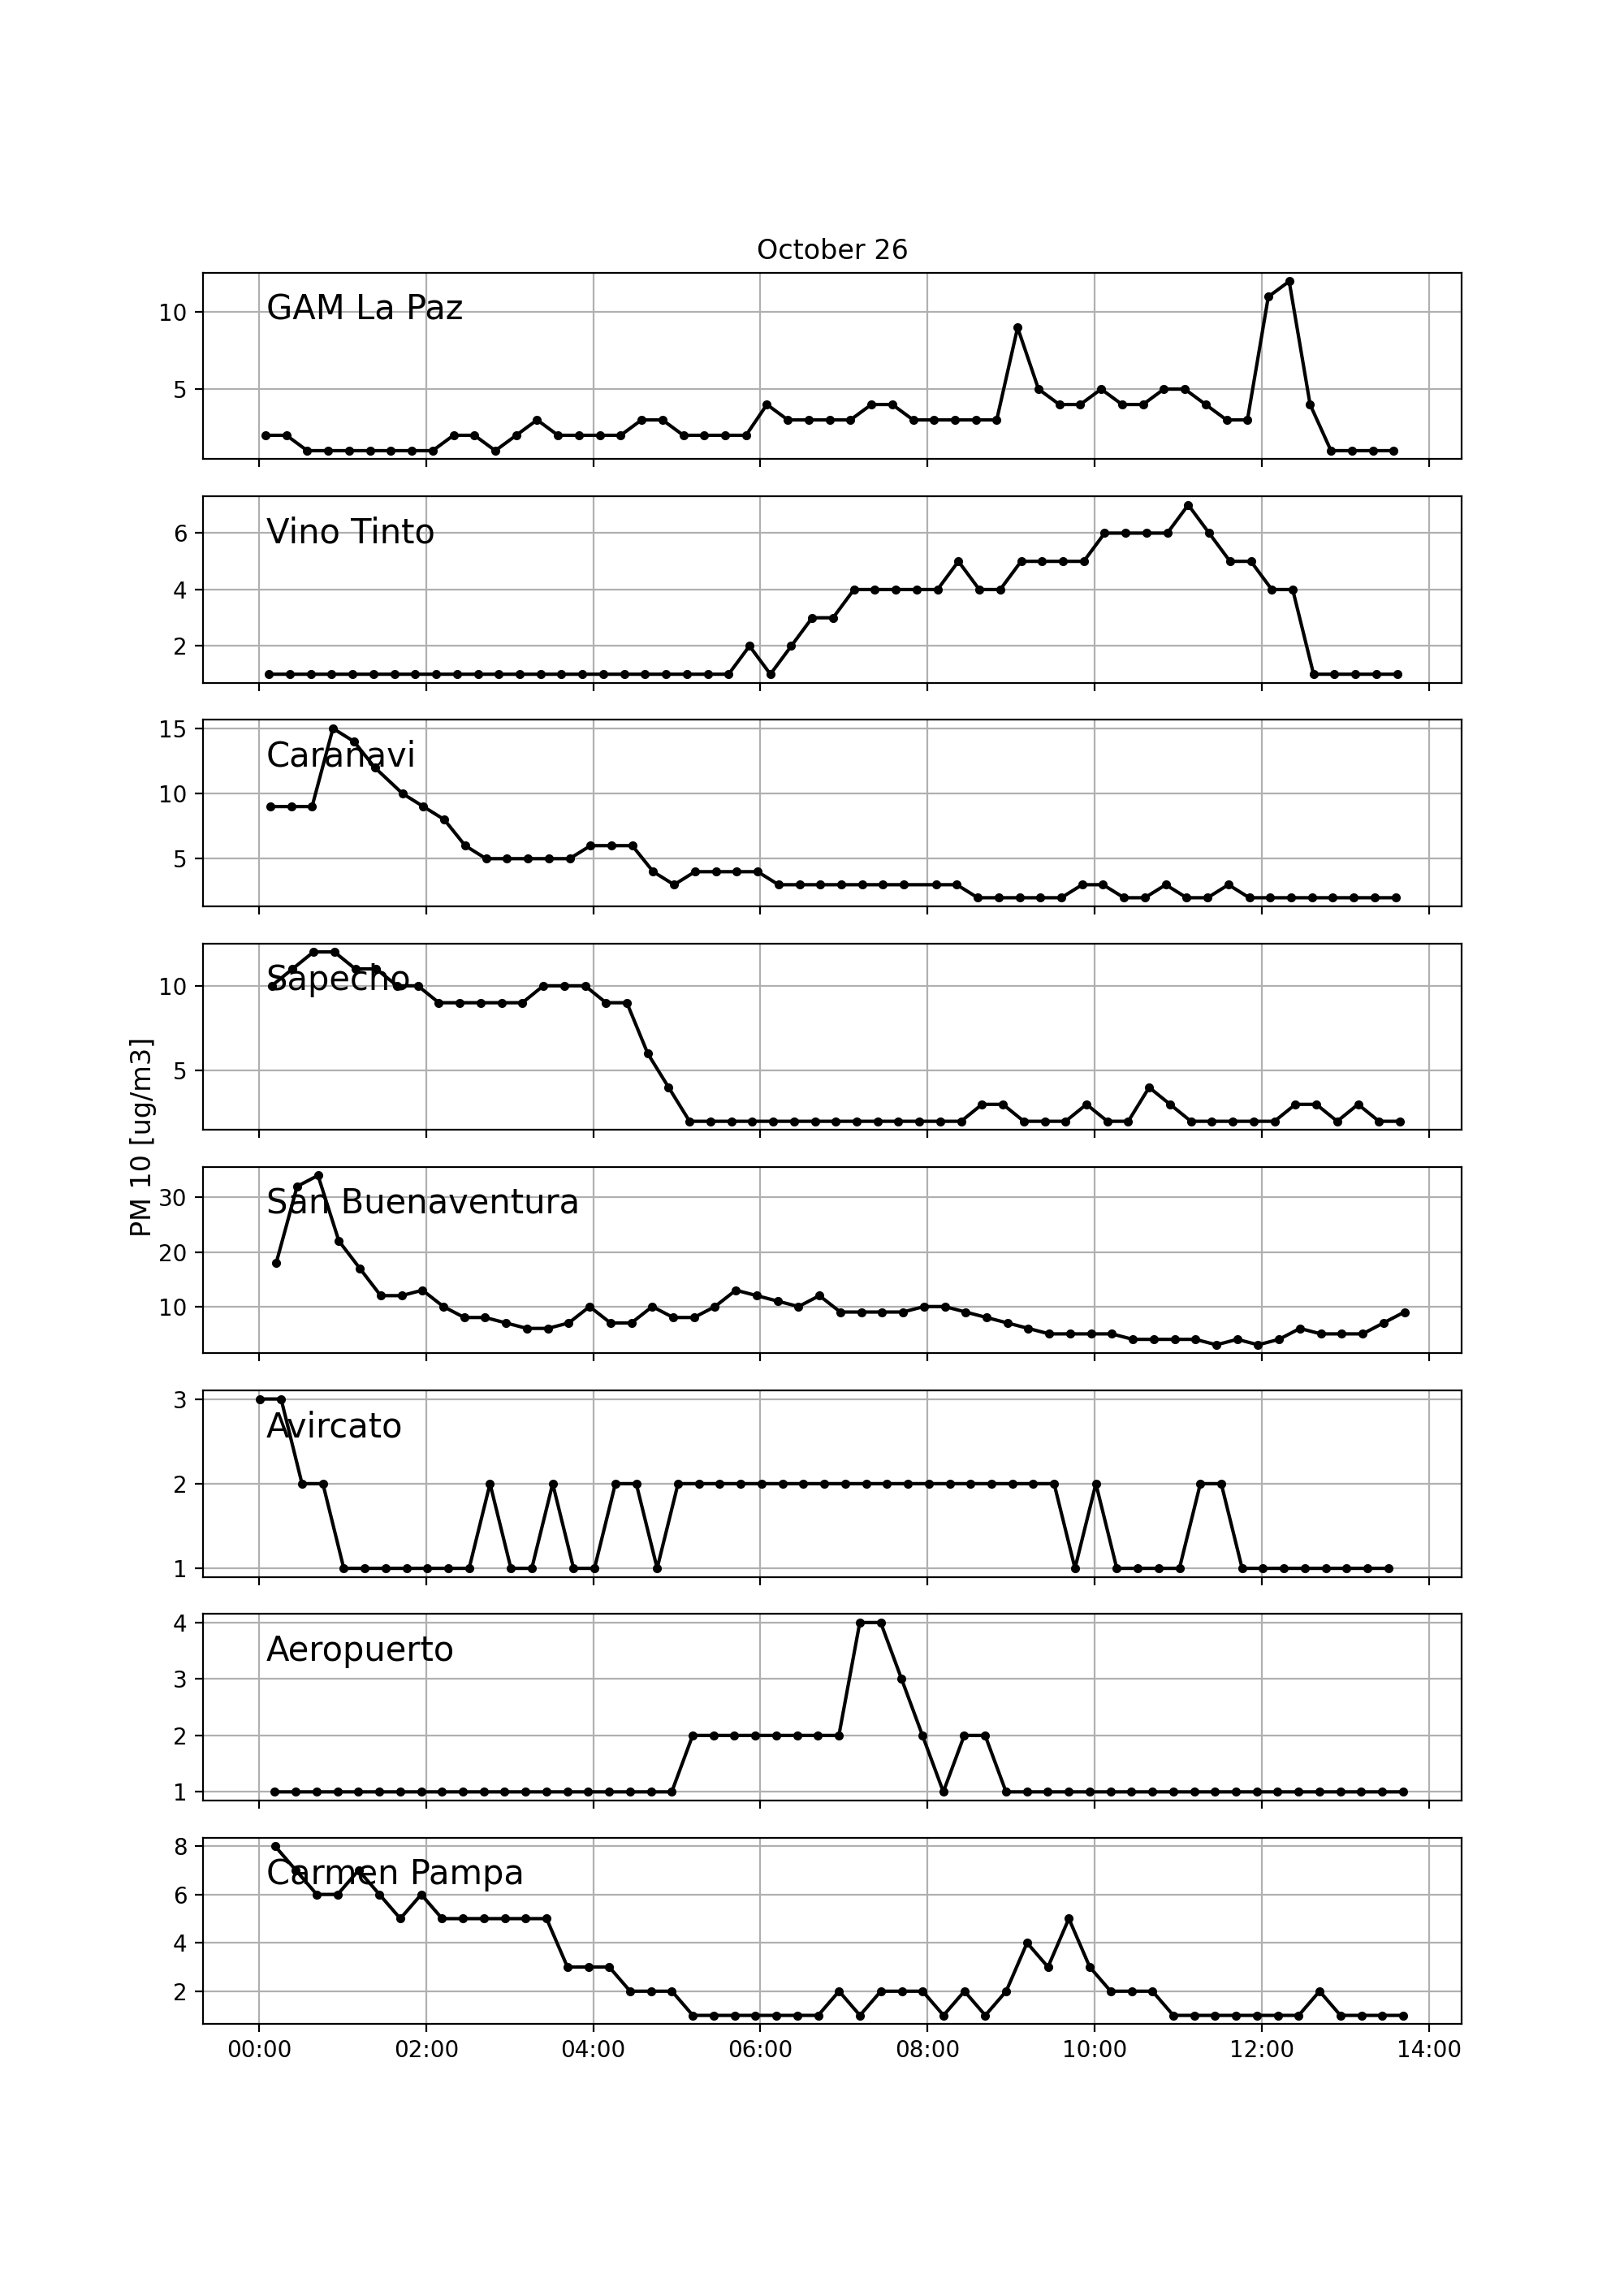 October 26
GAM La Paz
10
5
Vino Tinto
6
4
2
Caranavi
15
10
5
Sapecho
10
5
PM 10 [ug/m3]
San Buenaventura
30
20
10
Avircato
3
2
1
Aeropuerto
4
3
2
1
Carmen Pampa
8
6
4
2
00:00 02:00 04:00 06:00 08:00 10:00 12:00 14:00